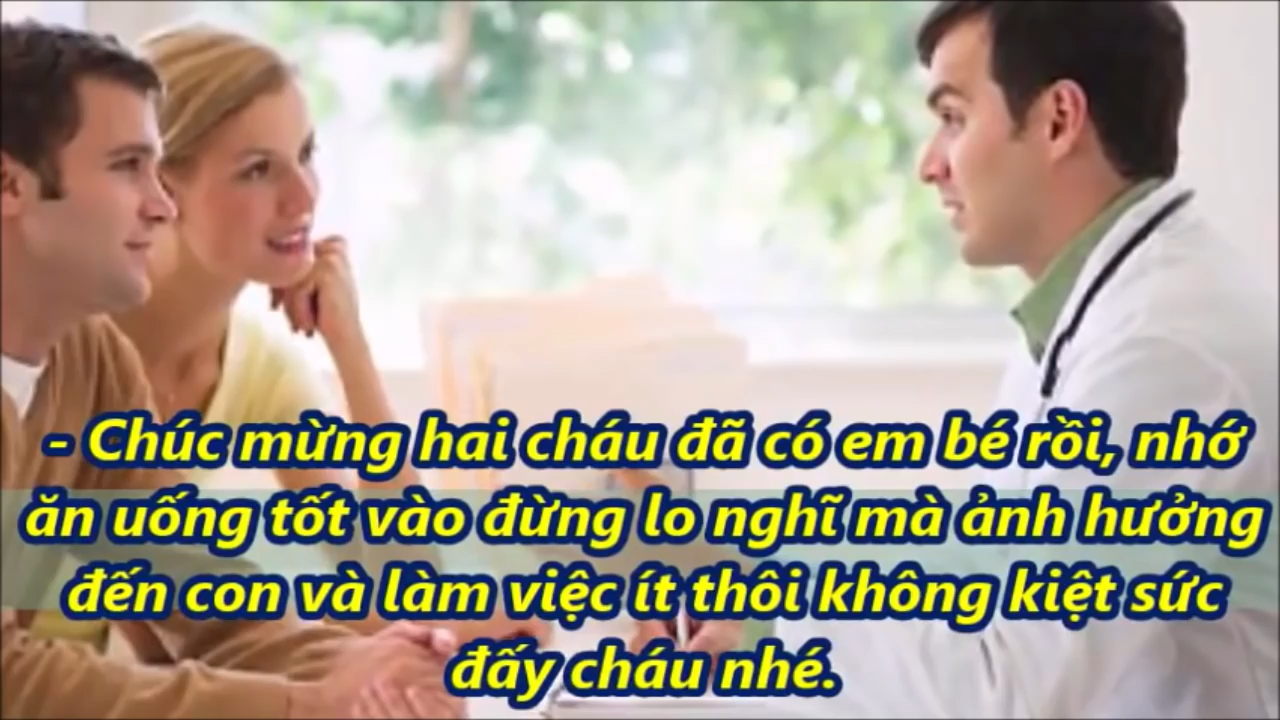 - Chúc mừng hai cháu đã có em bé rồi, nhớ
ăn uống tốt vào đừng lo nghĩ mà ảnh hưởng
đến con và làm việc ít thôi không kiệt sức
đấy cháu nhé.